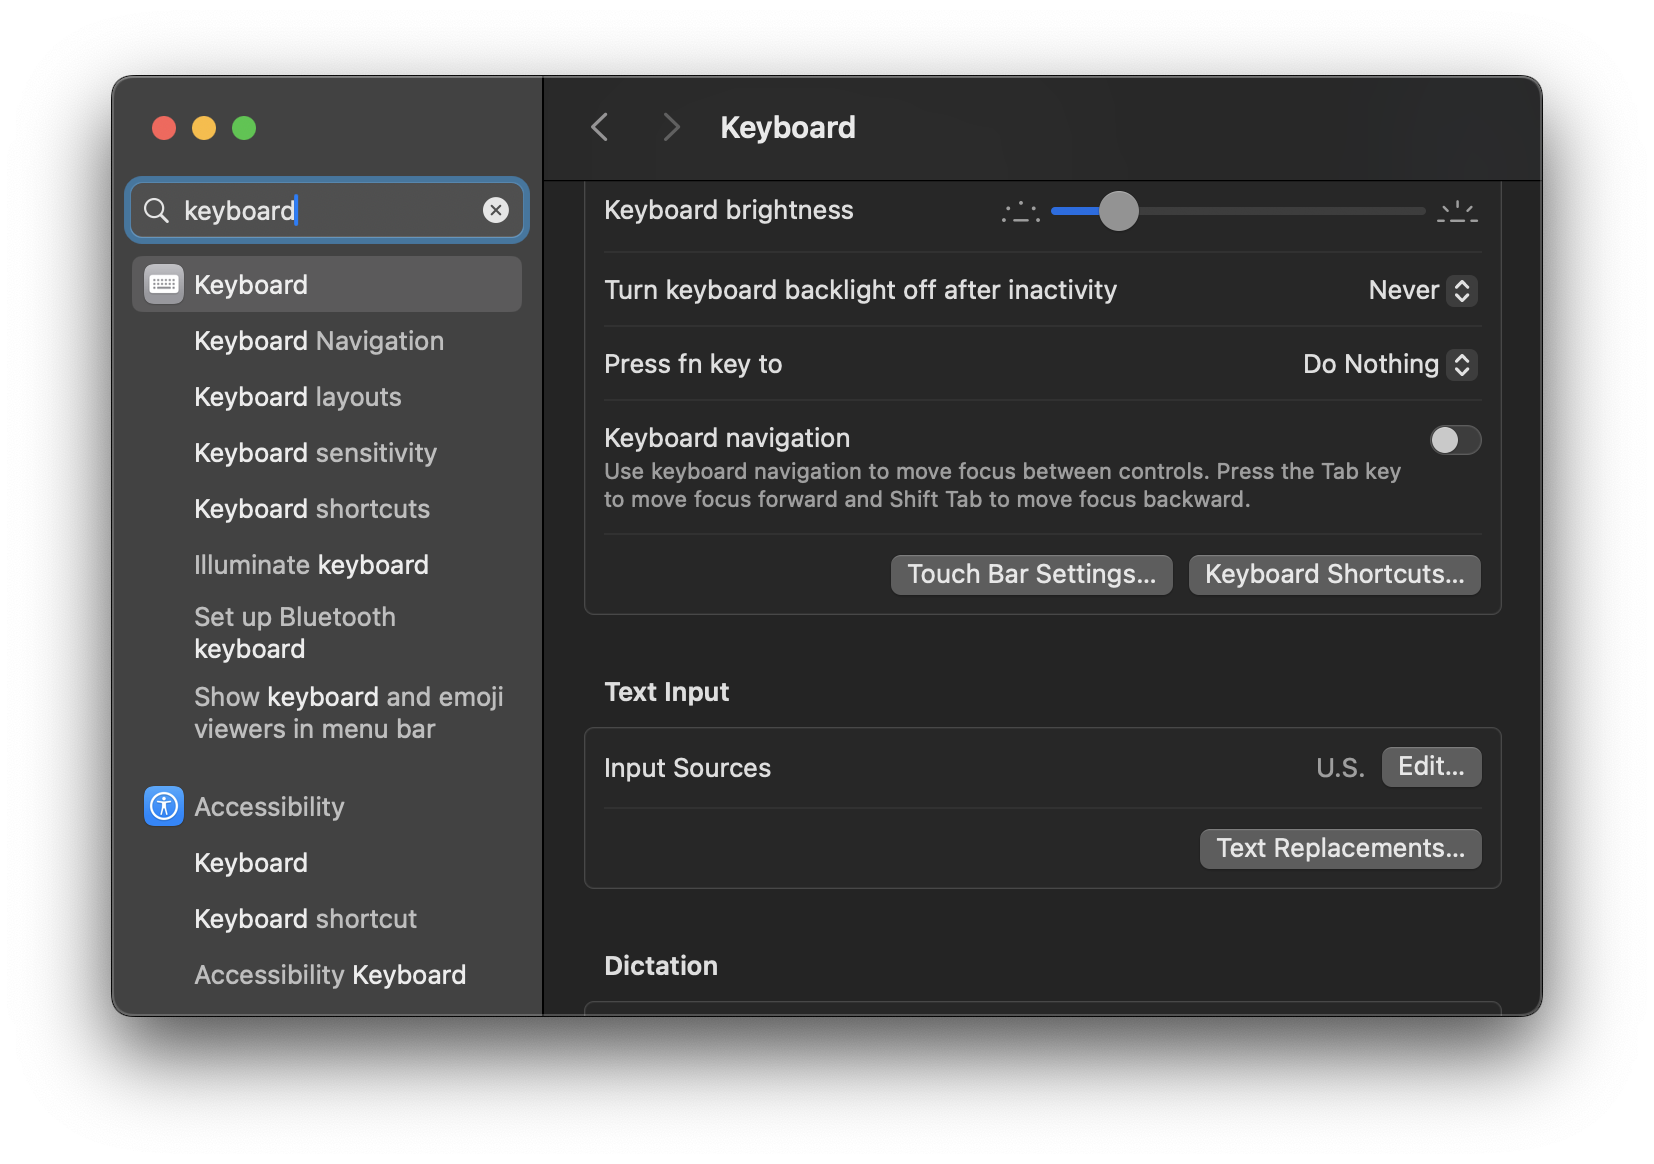 keyboard
Keyboard
Keyboard Navigation
Keyboard layouts
Keyboard sensitivity
Keyboard shortcuts
Illuminate keyboard
Set up Bluetooth
keyboard
Show keyboard and emoji
viewers in menu bar
Accessibility
Keyboard
Keyboard shortcut
Accessibility Keyboard
Keyboard
Keyboard brightness
Turn keyboard backlight off after inactivity Never
Press fn key to Do Nothing
Keyboard navigation
Use keyboard navigation to move focus between controls. Press the Tab key
to move focus forward and Shift Tab to move focus backward.
Touch Bar Settings... Keyboard Shortcuts...
Text Input
Input Sources U.S. Edit...
Text Replacements...
Dictation